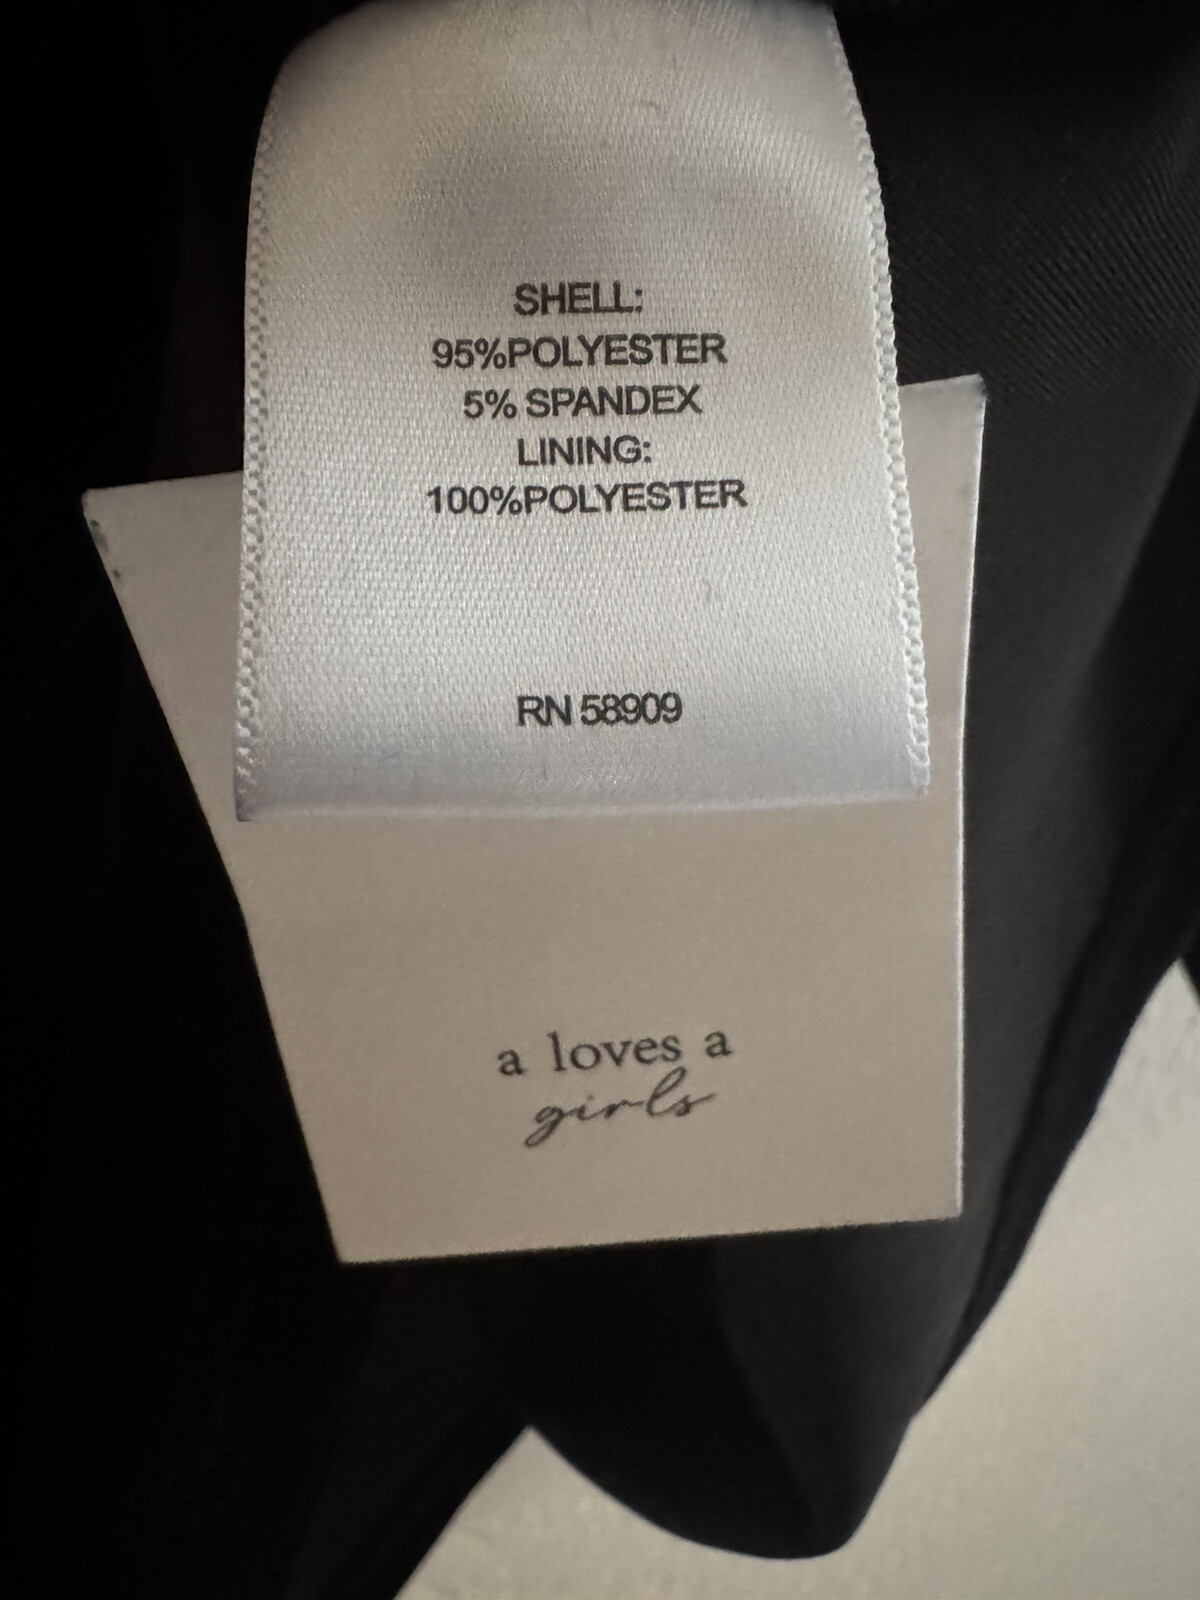 SHELL:
95%POLYESTER
5% SPANDEX
LINING:
100%POLYESTER
RN 58909
a loves a
girls